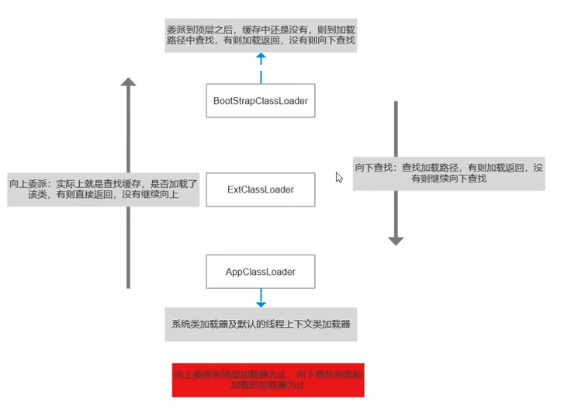 委派到顶层之后，缓存中还是没有，则到加载
路径中查找，有则加载返回，没有则向下查找
BootStrapClassLoader
向上委派：实际上就是查找缓存，是否加载了
该类，有则直接返回，没有继续向上
ExtClassLoader
向下查找：查找加载路径，有则加载返回，没
有则继续向下查找
AppClassLoader
系统类加载器及默认的线程上下文类加载器
向上委派到顶层加载器为止，向下查找到发起
加载的加载器为止